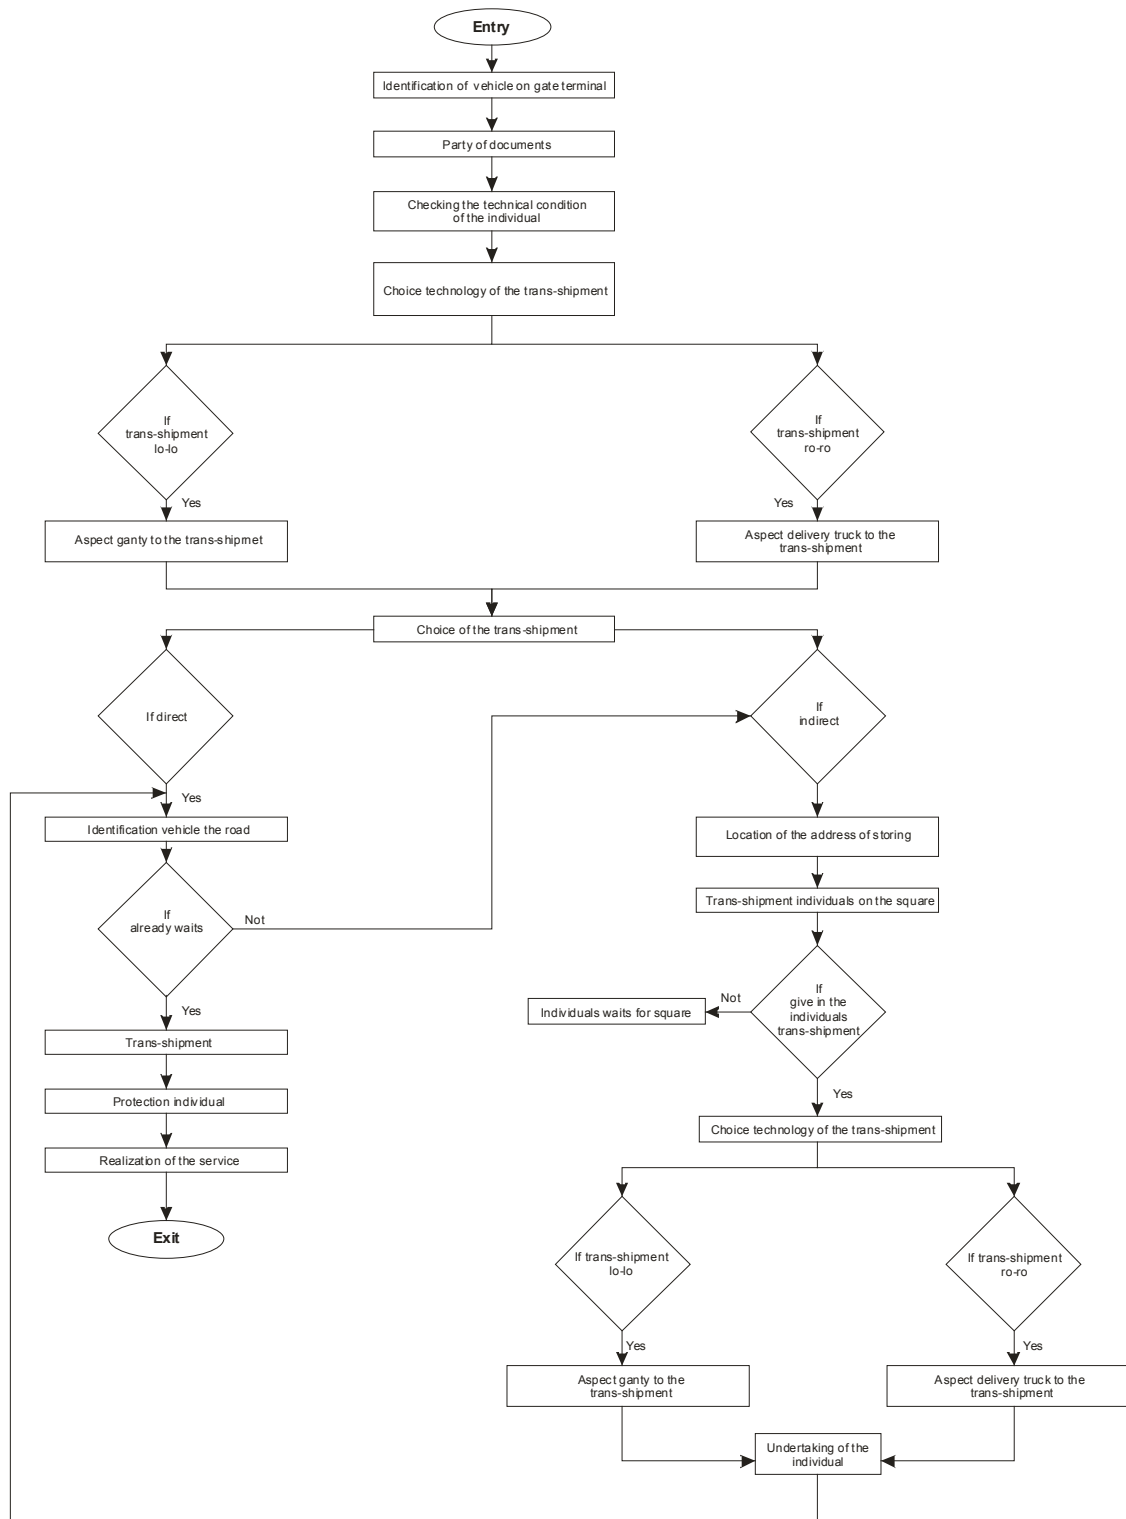 Entry
Identification of vehicle on gate terminal
Party of documents
Checking the technical condition
of the individual
Choice technology of the trans-shipment
If
trans-shipment
lo-lo
If
trans-shipment
ro-ro
Yes
Yes
Aspect ganty to the trans-shipmet
Aspect delivery truck to the
trans-shipment
Choice of the trans-shipment
If direct
If
indirect
Yes
Identification vehicle the road
Location of the address of storing
If
already waits
Not
Trans-shipment individuals on the square
If
give in the
individuals
trans-shipment
Not
Individuals waits for square
Yes
Trans-shipment
Protection individual
Realization of the service
Exit
Yes
Choice technology of the trans-shipment
If trans-shipment
lo-lo
If trans-shipment
ro-ro
Yes
Yes
Aspect ganty to the
trans-shipment
Aspect delivery truck to the
trans-shipment
Undertaking of the
individual